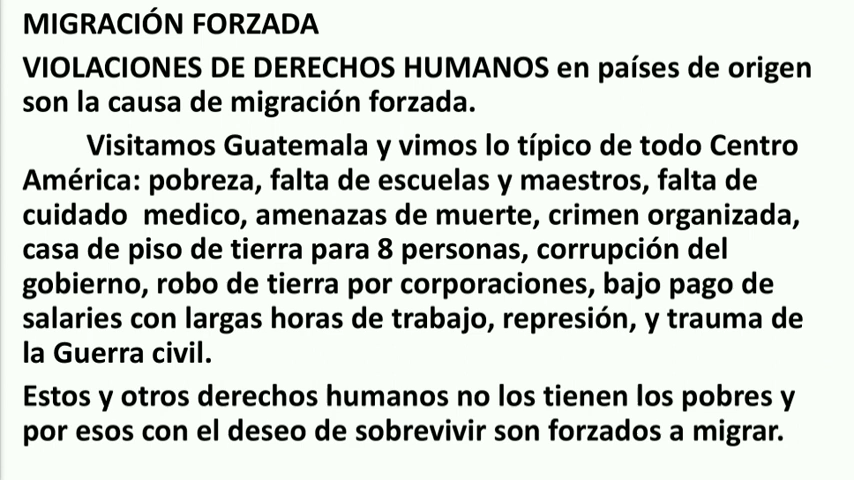 MIGRACIÓN FORZADA
VIOLACIONES DE DERECHOS HUMANOS en países de origen
son la causa de migración forzada.
Visitamos Guatemala y vimos lo típico de todo Centro
América: pobreza, falta de escuelas y maestros, falta de
cuidado  medico, amenazas de muerte, crimen organizada,
casa de piso de tierra para 8 personas, corrupción del
gobierno, robo de tierra por corporaciones, bajo pago de
salaries con largas horas de trabajo, represión, y trauma de
la Guerra civil.
Estos y otros derechos humanos no los tienen los pobres y
por esos con el deseo de sobrevivir son forzados a migrar.